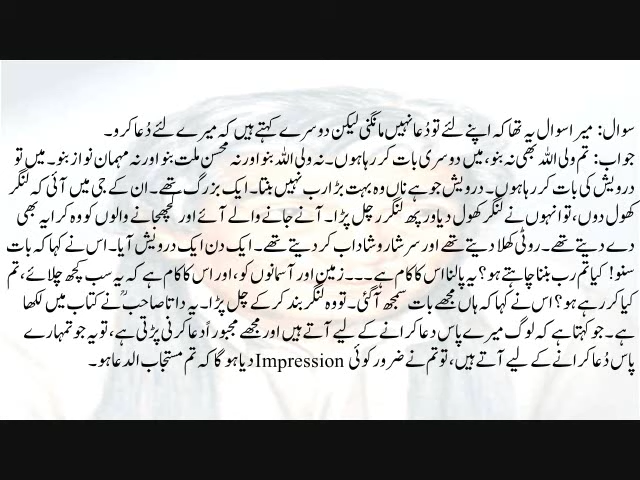 سوال: میرا سوال یہ تھا کہ اپنے لئے تو دُعا نہیں مانگنی لیکن دوسرے کہتے ہیں کہ میرے لئے دُعا کرو۔
جواب: تم ولی اللہ بھی نہ بنو، میں دوسری بات کر رہا ہوں۔ نہ ولی اللہ بنو اور نہ محسنِ ملت بنو اور نہ مہمان نواز بنو۔ میں تو
درویش کی بات کر رہا ہوں۔ درویش جو ہے ناں وہ بہت بڑا رب نہیں بنتا۔ ایک بزرگ تھے۔ ان کے جی میں آئی کہ لنگر
کھول دوں، تو انہوں نے لنگر کھول دیا اور پھر لنگر چل پڑا۔ آنے جانے والے آئے اور کچھ جانے والوں کو وہ کرایہ بھی
دے دیتے تھے۔ روٹی کھلا دیتے تھے اور سرشار و شاداب کر دیتے تھے۔ ایک دن ایک درویش آیا۔ اس نے کہا کہ بات
سنو! کیا تم رب بننا چاہتے ہو؟ یہ پالنا اس کا کام ہے۔۔۔ زمین اور آسمانوں کو، اور اس کا کام ہے کہ یہ سب کچھ چلائے، تم
کیا کر رہے ہو؟ اس نے کہا کہ ہاں مجھے بات سمجھ آگئی۔ تو وہ لنگر بند کر کے چل پڑا۔ یہ داتا صاحبؒ نے کتاب میں لکھا
ہے۔ جو کہتا ہے کہ لوگ میرے پاس دعا کرانے کے لیے آتے ہیں اور مجھے مجبوراً دعا کرنی پڑتی ہے، تو یہ جو تمہارے
پاس دُعا کرانے کے لیے آتے ہیں، تو تم نے ضرور کوئی Impression دیا ہو گا کہ تم مستجاب الدعا ہو۔